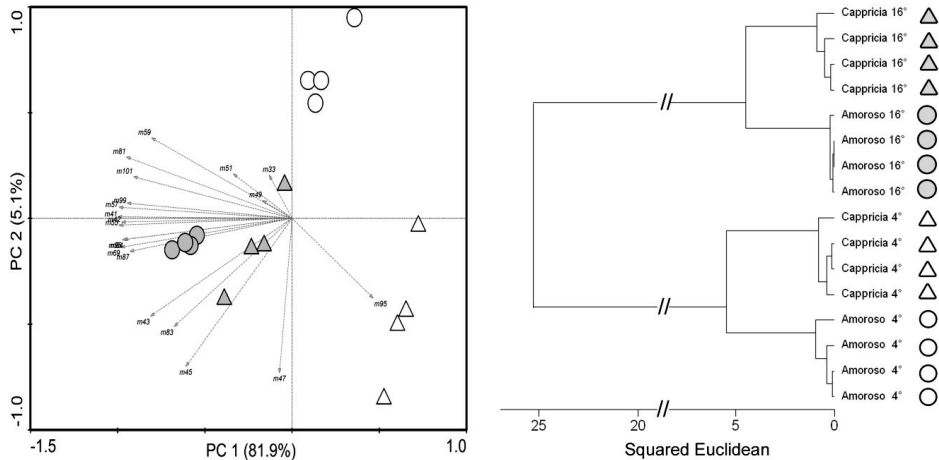 1.0
PC 2 (5.1%)
-1.0
-1.5
PC 1 (81.9%)
1.0
m59
m81
m101
m51
m33
m49
m99
m57
m41
m69
m87
m43
m83
m45
m47
m95
Cappricia 16°
Cappricia 16°
Cappricia 16°
Cappricia 16°
Amoroso 16°
Amoroso 16°
Amoroso 16°
Amoroso 16°
Cappricia 4°
Cappricia 4°
Cappricia 4°
Cappricia 4°
Amoroso 4°
Amoroso 4°
Amoroso 4°
Amoroso 4°
//
//
//
25
20
5
0
Squared Euclidean